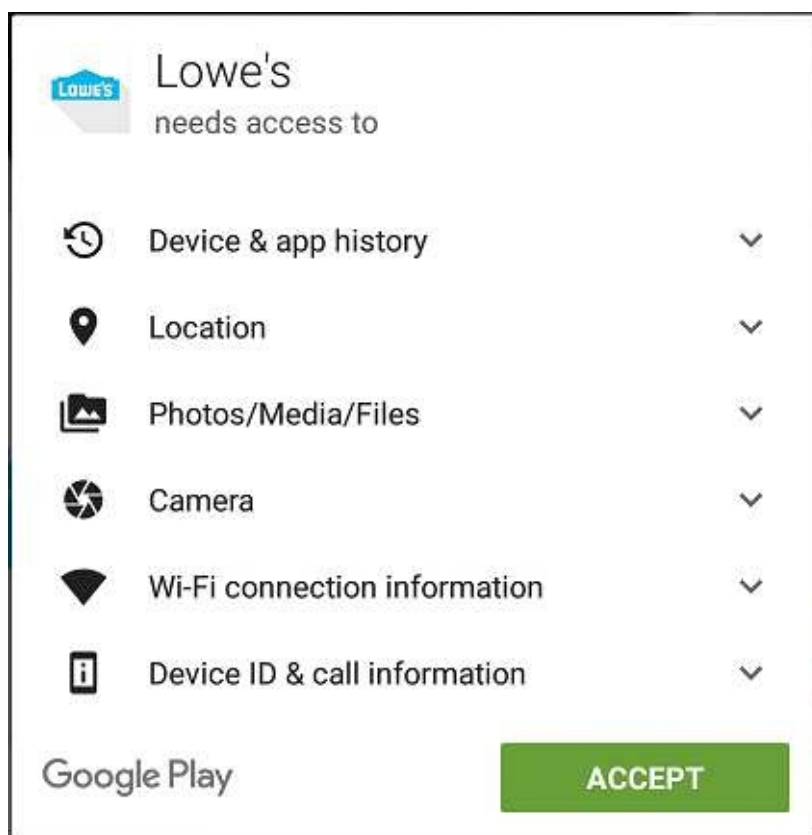 LOWE'S
Lowe's
needs access to
Device & app history
Location
Photos/Media/Files
Camera
Wi-Fi connection information
Device ID & call information
Google Play
ACCEPT